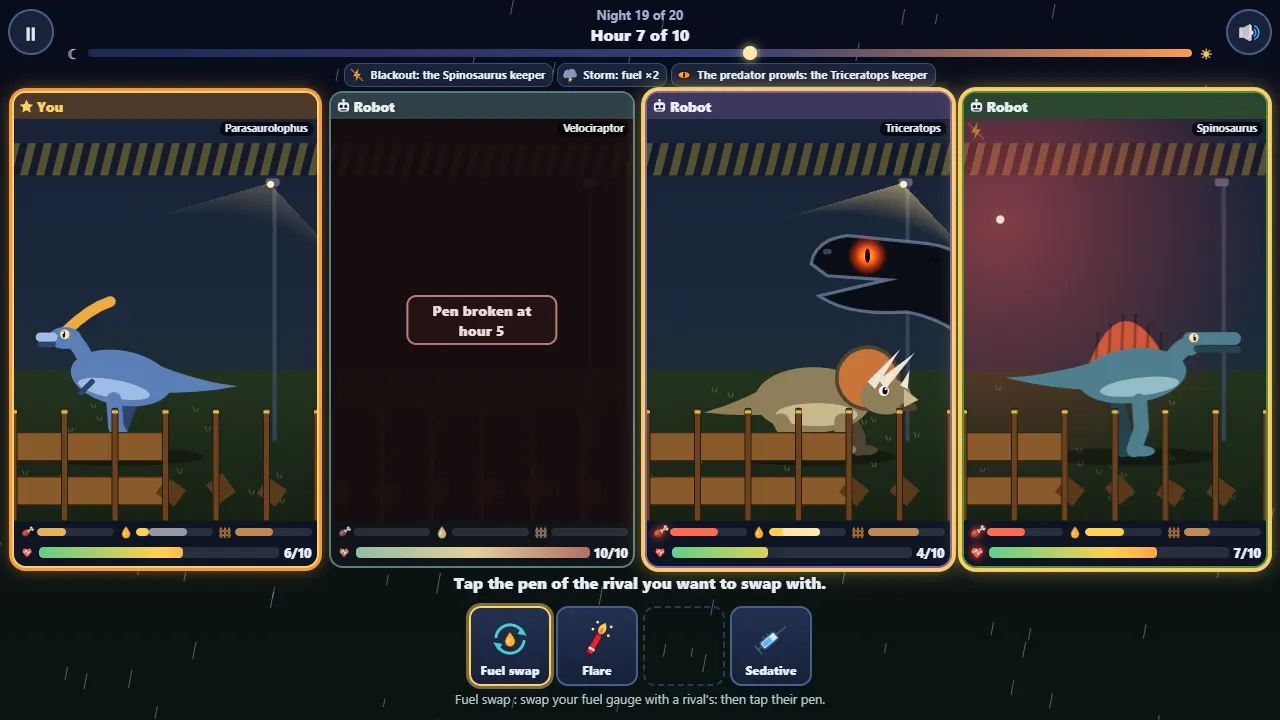 Night 19 of 20
Hour 7 of 10
Blackout: the Spinosaurus keeper
Storm: fuel ×2
The predator prowls: the Triceratops keeper
You
Parasaurolophus
6/10
Robot
Velociraptor
Pen broken at
hour 5
10/10
Robot
Triceratops
4/10
Robot
Spinosaurus
7/10
Tap the pen of the rival you want to swap with.
Fuel swap
Flare
Sedative
Fuel swap : swap your fuel gauge with a rival's: then tap their pen.